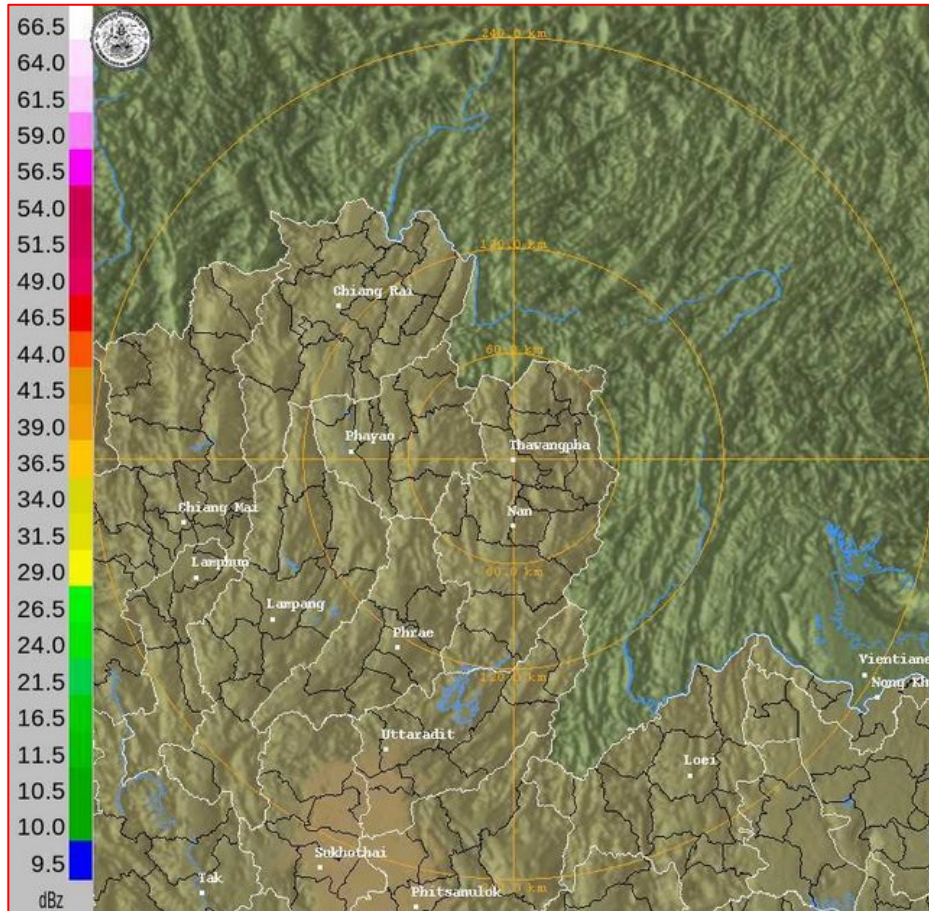 66.5
64.0
61.5
59.0
56.5
54.0
51.5
49.0
46.5
44.0
41.5
39.0
36.5
34.0
31.5
29.0
26.5
24.0
21.5
16.5
11.5
10.5
10.0
9.5
dBz
240.0 km
120.0 km
Chiang Rai
60.0 km
Phayao
Thawangpha
Chiang Mai
Nan
Lamphun
60.0 km
Lampang
Phrae
Vientiane
120.0 km
Nong Kh
Uttaradit
Loei
Sukhothai
Tak
Phitsanulok